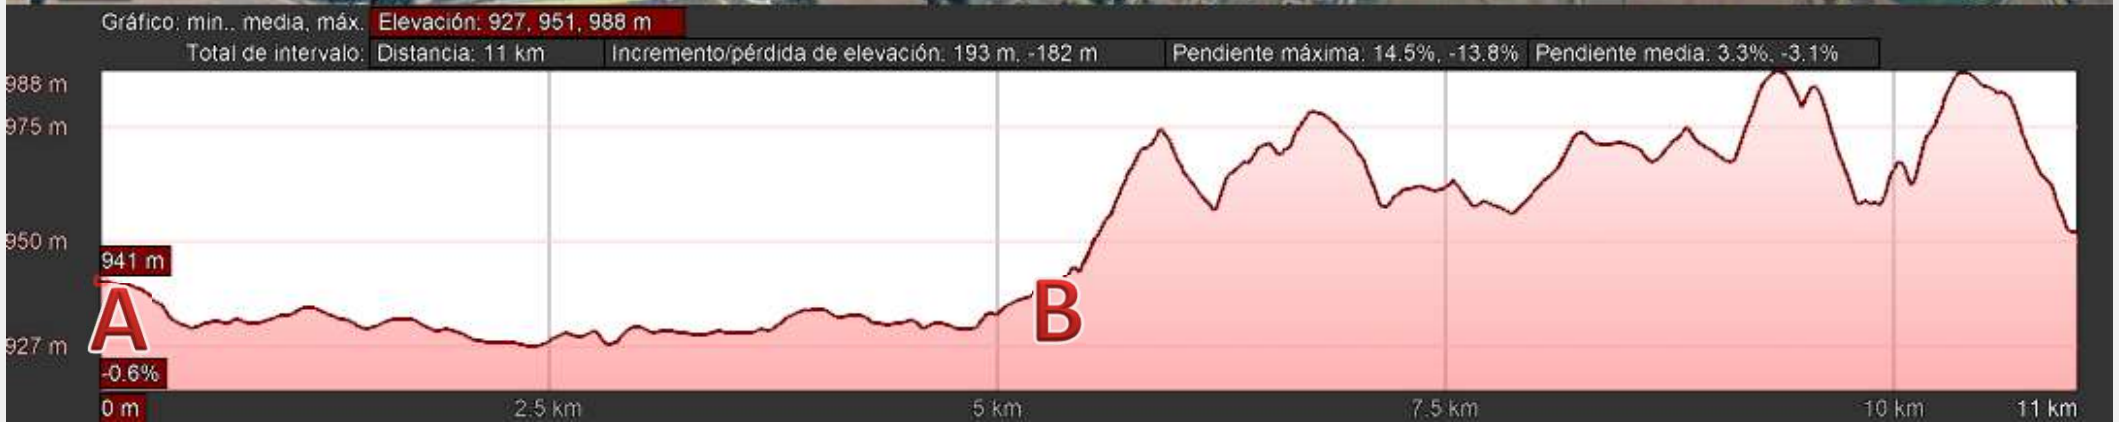 Gráfico: min., media, máx. Elevación: 927, 951, 988 m
Total de intervalo: Distancia: 11 km Incremento/pérdida de elevación: 193 m, -182 m Pendiente máxima: 14.5%, -13.8% Pendiente media: 3.3%, -3.1%
988 m
975 m
950 m
941 m
A
B
927 m
-0.6%
0 m 2.5 km 5 km 7.5 km 10 km 11 km